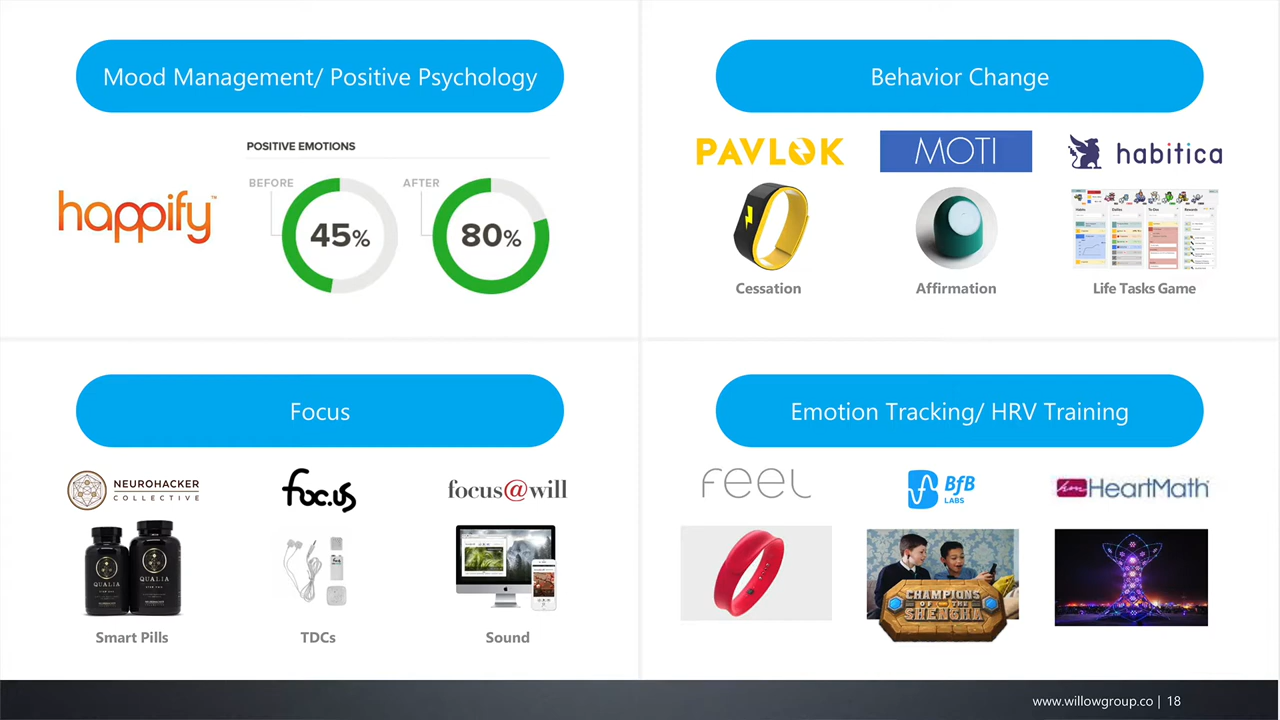 Mood Management/ Positive Psychology
happify™
POSITIVE EMOTIONS
BEFORE
45%
AFTER
80%
Behavior Change
PAVLOK
MOTI
habitica
Cessation
Affirmation
Life Tasks Game
Focus
NEUROHACKER
COLLECTIVE
foc.us
focus@will
QUALIA
QUALIA
Smart Pills
TDCs
Sound
Emotion Tracking/ HRV Training
feel
BfB
LABS
hm HeartMath
CHAMPIONS
OF THE
SHENGHA
www.willowgroup.co | 18